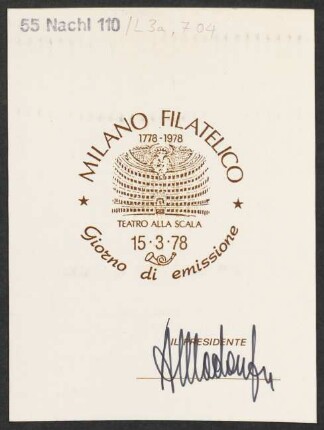 55 Nachl 110 /L3a, 704
MILANO FILATELICO
1778-1978
TEATRO ALLA SCALA
15·3·78
Giorno di emissione
IL PRESIDENTE